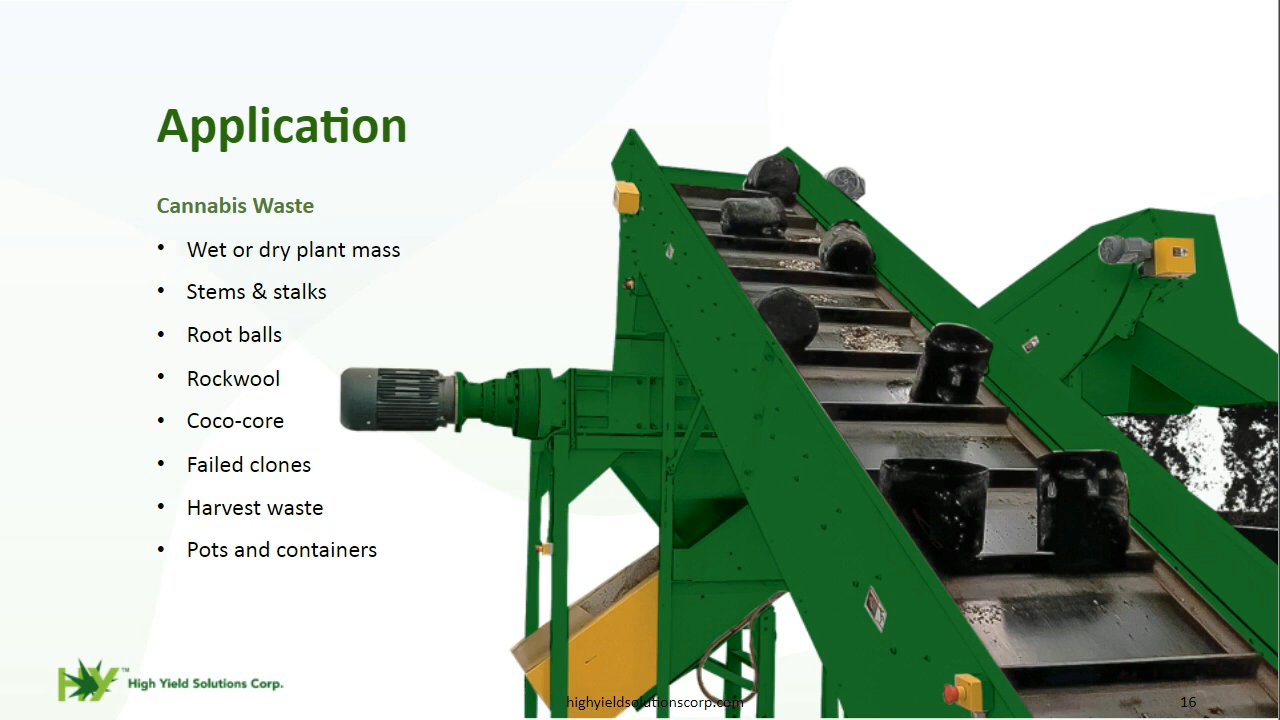 Application
Cannabis Waste
• Wet or dry plant mass
• Stems & stalks
• Root balls
• Rockwool
• Coco-core
• Failed clones
• Harvest waste
• Pots and containers
HY™ High Yield Solutions Corp.
highyieldsolutionscorp.com
16